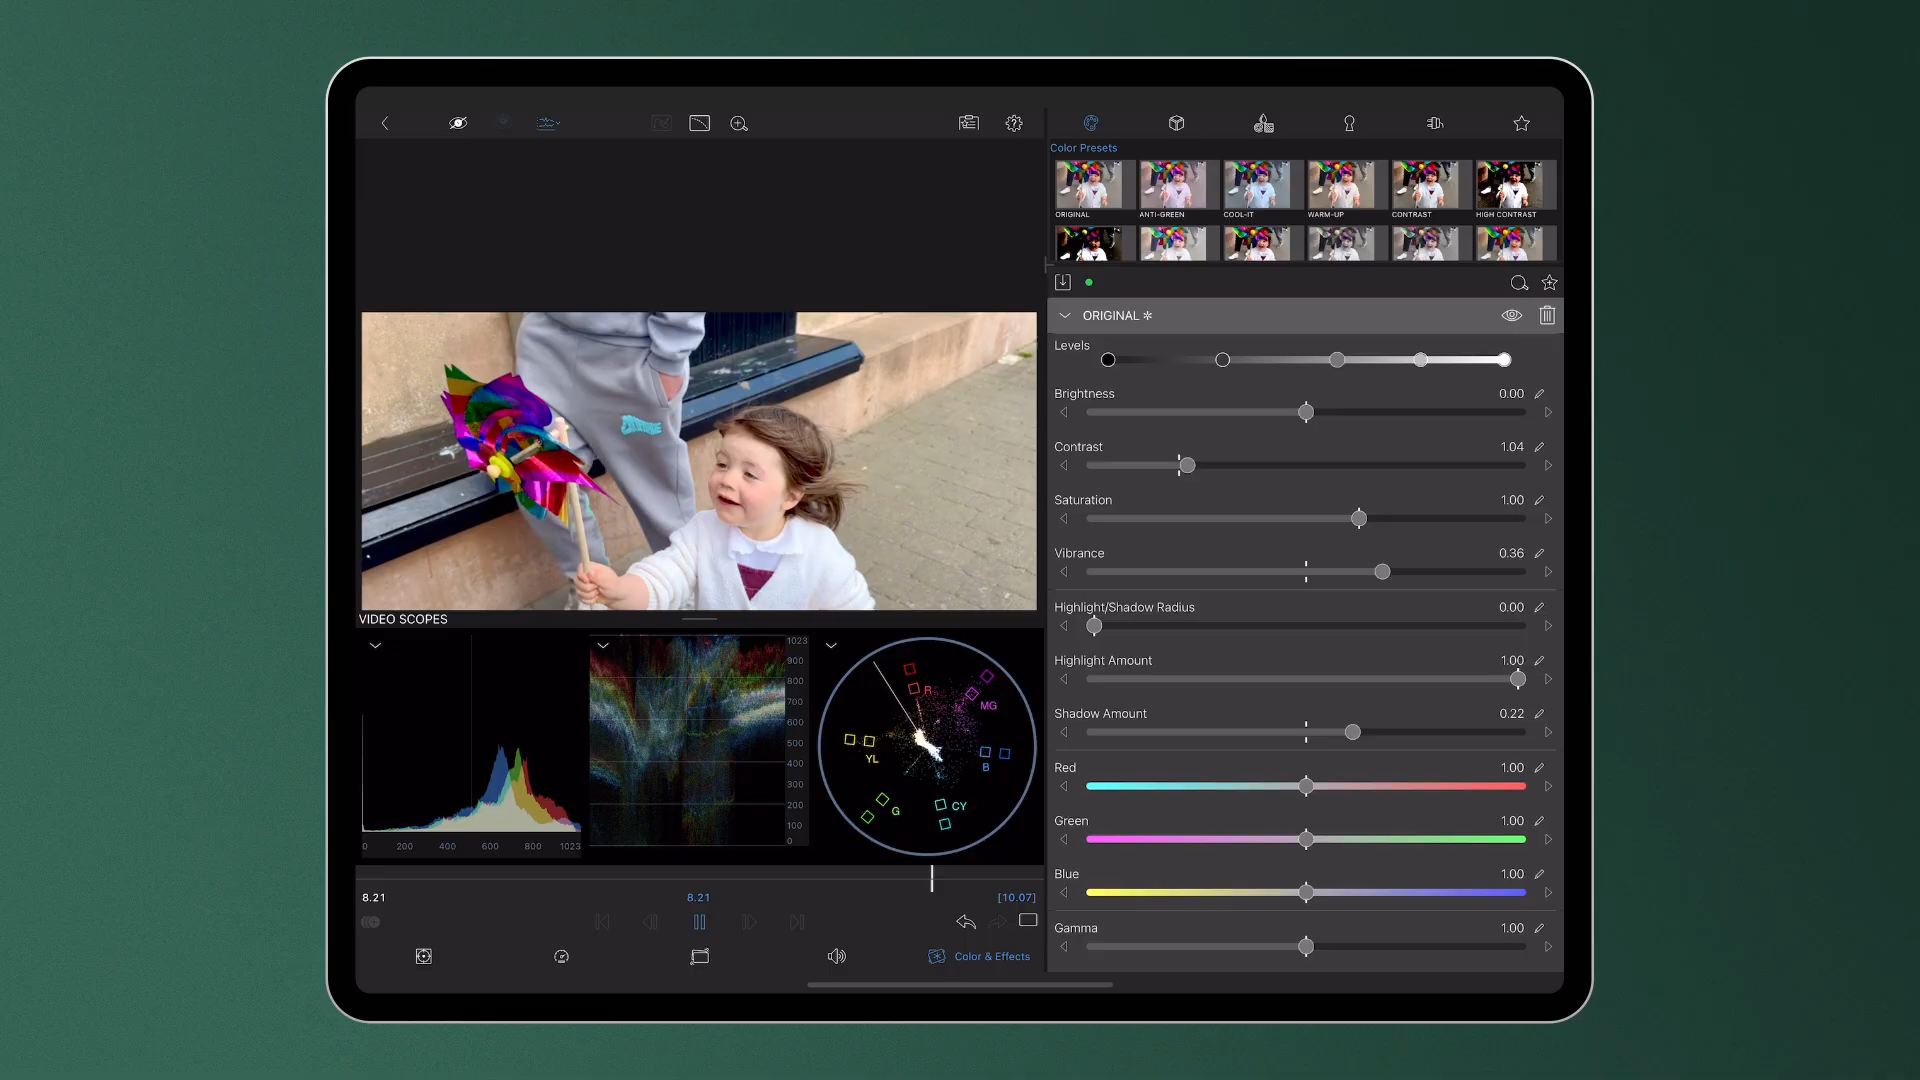 Color Presets
ORIGINAL
ANTI-GREEN
COOL-IT
WARM-UP
CONTRAST
HIGH CONTRAST
ORIGINAL ✻
Levels
Brightness 0.00
Contrast 1.04
Saturation 1.00
Vibrance 0.36
Highlight/Shadow Radius 0.00
Highlight Amount 1.00
Shadow Amount 0.22
Red 1.00
Green 1.00
Blue 1.00
Gamma 1.00
VIDEO SCOPES
0 200 400 600 800 1023
1023
900
800
700
600
500
400
300
200
100
0
R
MG
B
CY
G
YL
8.21 8.21 [10.07]
Color & Effects